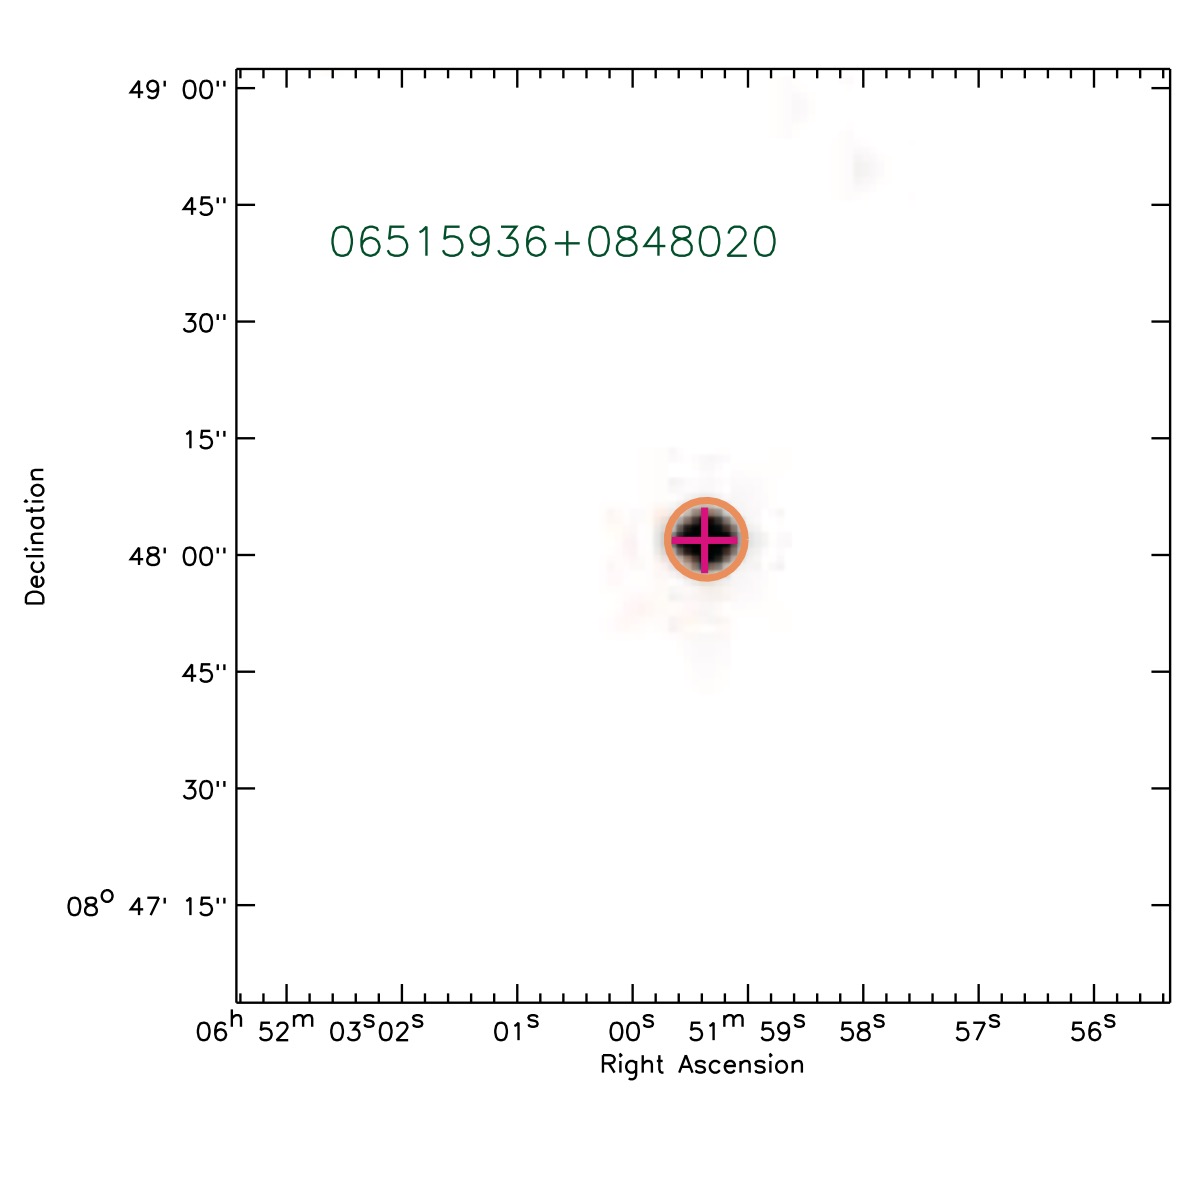 49' 00"
45"
06515936+0848020
30"
15"
48' 00"
45"
30"
08° 47' 15"
Declination
06ʰ 52ᵐ 03ˢ 02ˢ 01ˢ 00ˢ 51ᵐ 59ˢ 58ˢ 57ˢ 56ˢ
Right Ascension